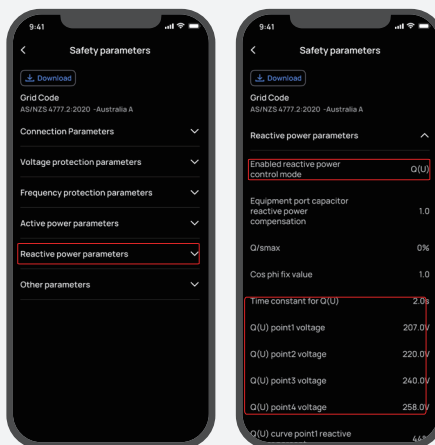 9:41
Safety parameters
Download
Grid Code
AS/NZS 4777.2:2020 -Australia A
Connection Parameters
Voltage protection parameters
Frequency protection parameters
Active power parameters
Reactive power parameters
Other parameters
9:41
Safety parameters
Download
Grid Code
AS/NZS 4777.2:2020 -Australia A
Reactive power parameters
Enabled reactive power
control mode
Q(U)
Equipment port capacitor
reactive power
compensation
1.0
Q/smax
0%
Cos phi fix value
1.0
Time constant for Q(U)
2.0s
Q(U) point1 voltage
207.0V
Q(U) point2 voltage
220.0V
Q(U) point3 voltage
240.0V
Q(U) point4 voltage
258.0V
Q(U) curve point1 reactive